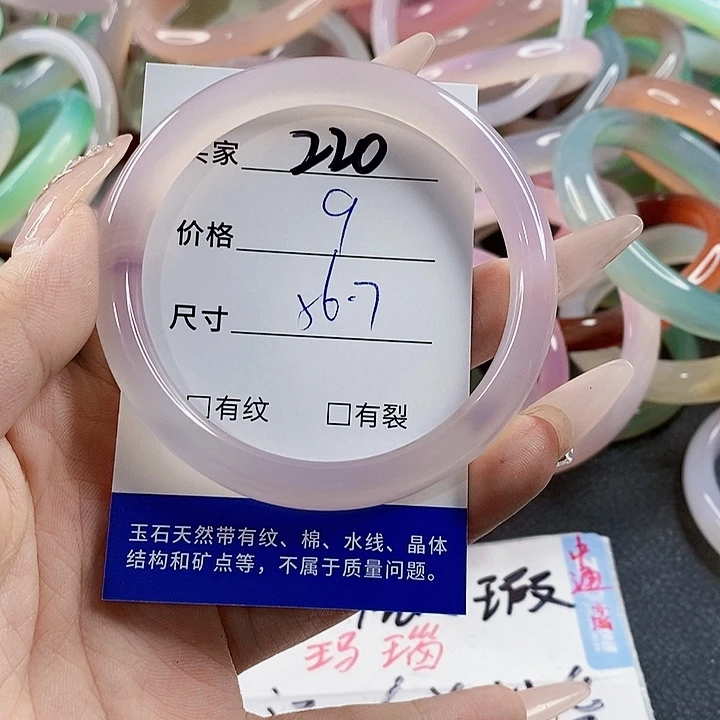 家 220
价格 9
尺寸 56.7
□有纹 □有裂
玉石天然带有纹、棉、水线、晶体
结构和矿点等，不属于质量问题。
中通
玛瑙